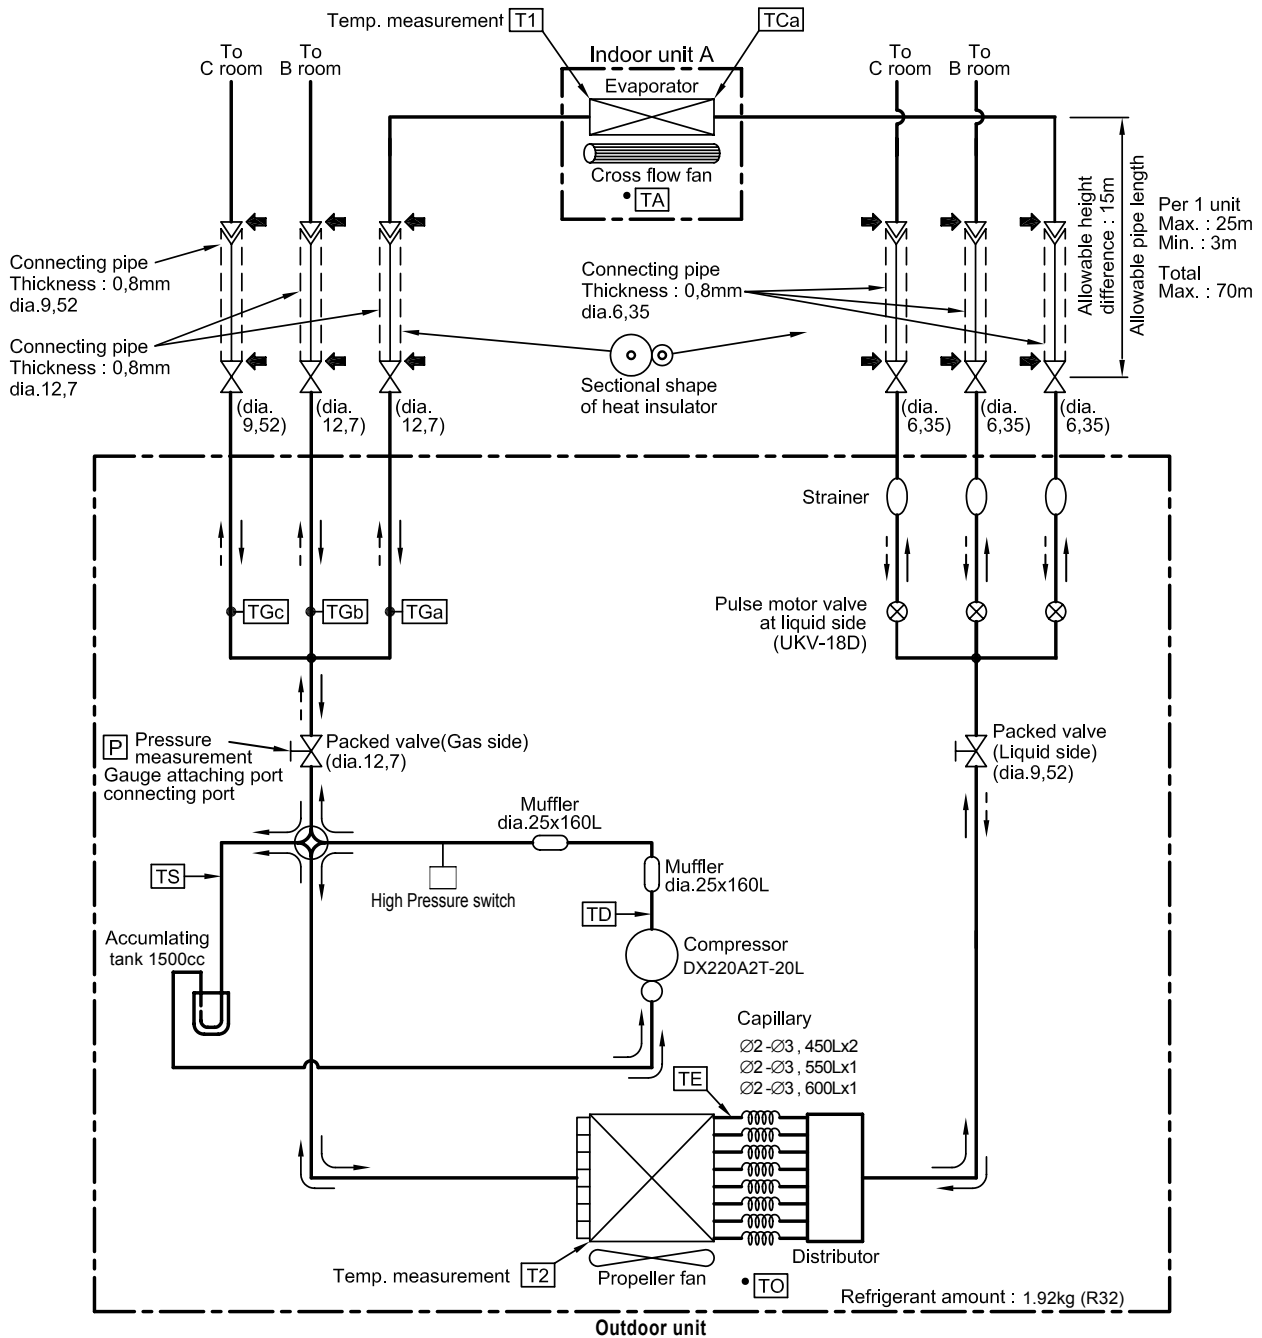 Temp. measurement T1
TCa
To
C room
To
B room
Indoor unit A
To
C room
To
B room
Evaporator
Cross flow fan
TA
Allowable height
difference : 15m
Allowable pipe length
Per 1 unit
Max. : 25m
Min. : 3m
Total
Max. : 70m
Connecting pipe
Thickness : 0,8mm
dia.9,52
Connecting pipe
Thickness : 0,8mm
dia.12,7
Connecting pipe
Thickness : 0,8mm
dia.6,35
Sectional shape
of heat insulator
(dia.
9,52)
(dia.
12,7)
(dia.
12,7)
(dia.
6,35)
(dia.
6,35)
(dia.
6,35)
Strainer
TGc
TGb
TGa
Pulse motor valve
at liquid side
(UKV-18D)
P Pressure
measurement
Gauge attaching port
connecting port
Packed valve(Gas side)
(dia.12,7)
Packed valve
(Liquid side)
(dia.9,52)
Muffler
dia.25x160L
Muffler
dia.25x160L
TS
High Pressure switch
TD
Accumlating
tank 1500cc
Compressor
DX220A2T-20L
Capillary
∅2 -∅3 , 450Lx2
∅2 -∅3 , 550Lx1
∅2 -∅3 , 600Lx1
TE
Distributor
Temp. measurement T2
Propeller fan
TO
Refrigerant amount : 1.92kg (R32)
Outdoor unit